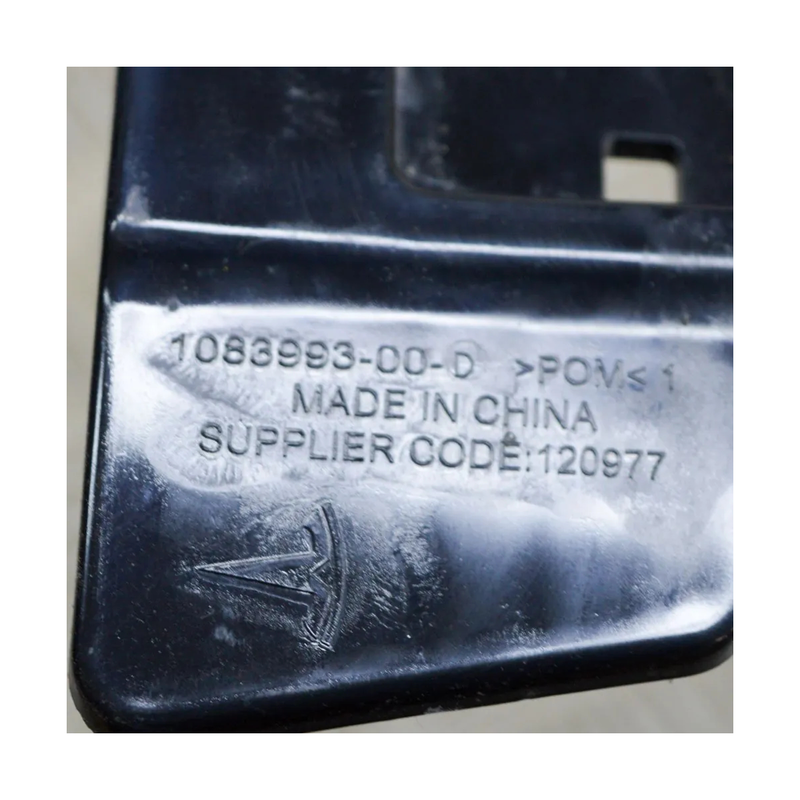 1083993-00-D >POM< 1
MADE IN CHINA
SUPPLIER CODE:120977